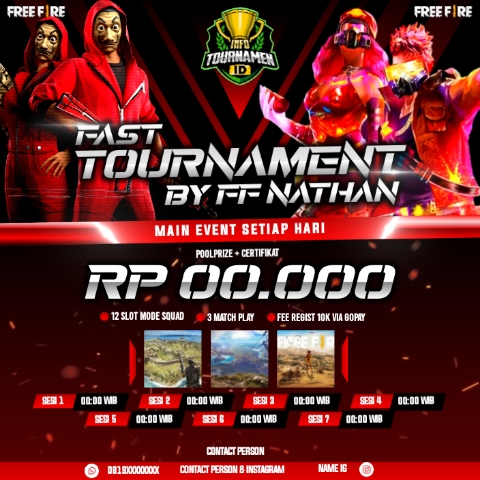 FREE FIRE
FREE FIRE
INFO
TOURNAMEN
ID
FAST
TOURNAMENT
BY FF NATHAN
MAIN EVENT SETIAP HARI
POOLPRIZE + CERTIFIKAT
RP 00.000
12 SLOT MODE SQUAD 3 MATCH PLAY FEE REGIST 10K VIA GOPAY
FREE FIRE
SESI 1 00:00 WIB SESI 2 00:00 WIB SESI 3 00:00 WIB SESI 4 00:00 WIB
SESI 5 00:00 WIB SESI 6 00:00 WIB SESI 7 00:00 WIB
CONTACT PERSON
0819XXXXXXXX CONTACT PERSON & INSTAGRAM NAME IG